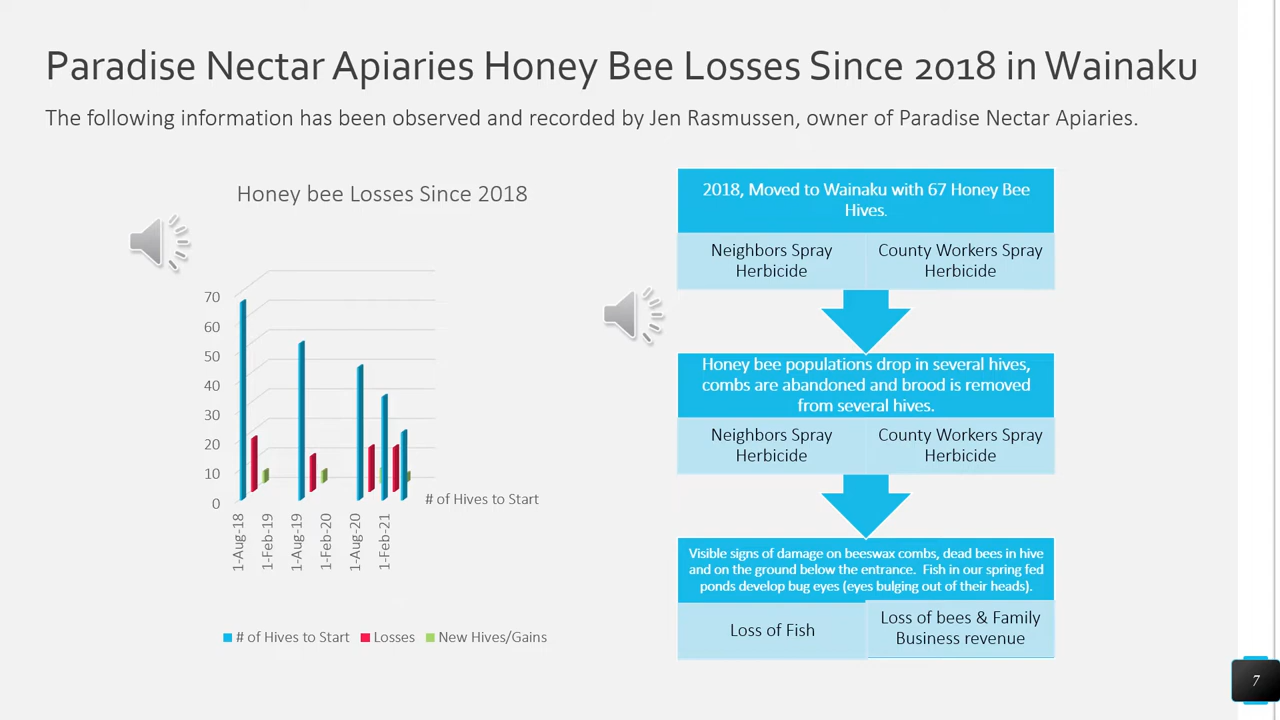 Paradise Nectar Apiaries Honey Bee Losses Since 2018 in Wainaku
The following information has been observed and recorded by Jen Rasmussen, owner of Paradise Nectar Apiaries.
Honey bee Losses Since 2018
70
60
50
40
30
20
10
0
1-Aug-18
1-Feb-19
1-Aug-19
1-Feb-20
1-Aug-20
1-Feb-21
# of Hives to Start
# of Hives to Start
Losses
New Hives/Gains
2018, Moved to Wainaku with 67 Honey Bee
Hives.
Neighbors Spray
Herbicide
County Workers Spray
Herbicide
Honey bee populations drop in several hives,
combs are abandoned and brood is removed
from several hives.
Neighbors Spray
Herbicide
County Workers Spray
Herbicide
Visible signs of damage on beeswax combs, dead bees in hive
and on the ground below the entrance. Fish in our spring fed
ponds develop bug eyes (eyes bulging out of their heads).
Loss of Fish
Loss of bees & Family
Business revenue
7